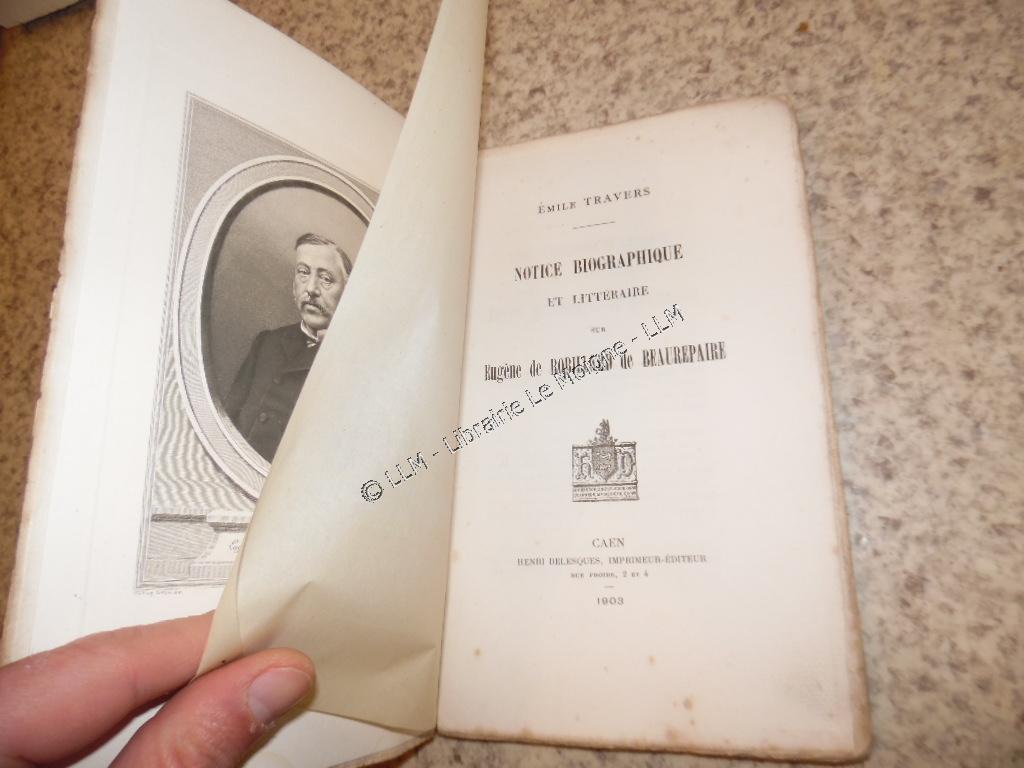 ÉMILE TRAVERS
NOTICE BIOGRAPHIQUE
ET LITTÉRAIRE
SUR
Eugène de ROBILLARD de BEAUREPAIRE
© LLM - Librairie Le Moigne - LLM
H D
CAEN
HENRI DELESQUES, IMPRIMEUR-ÉDITEUR
RUE FROIDE, 2 ET 4
1903